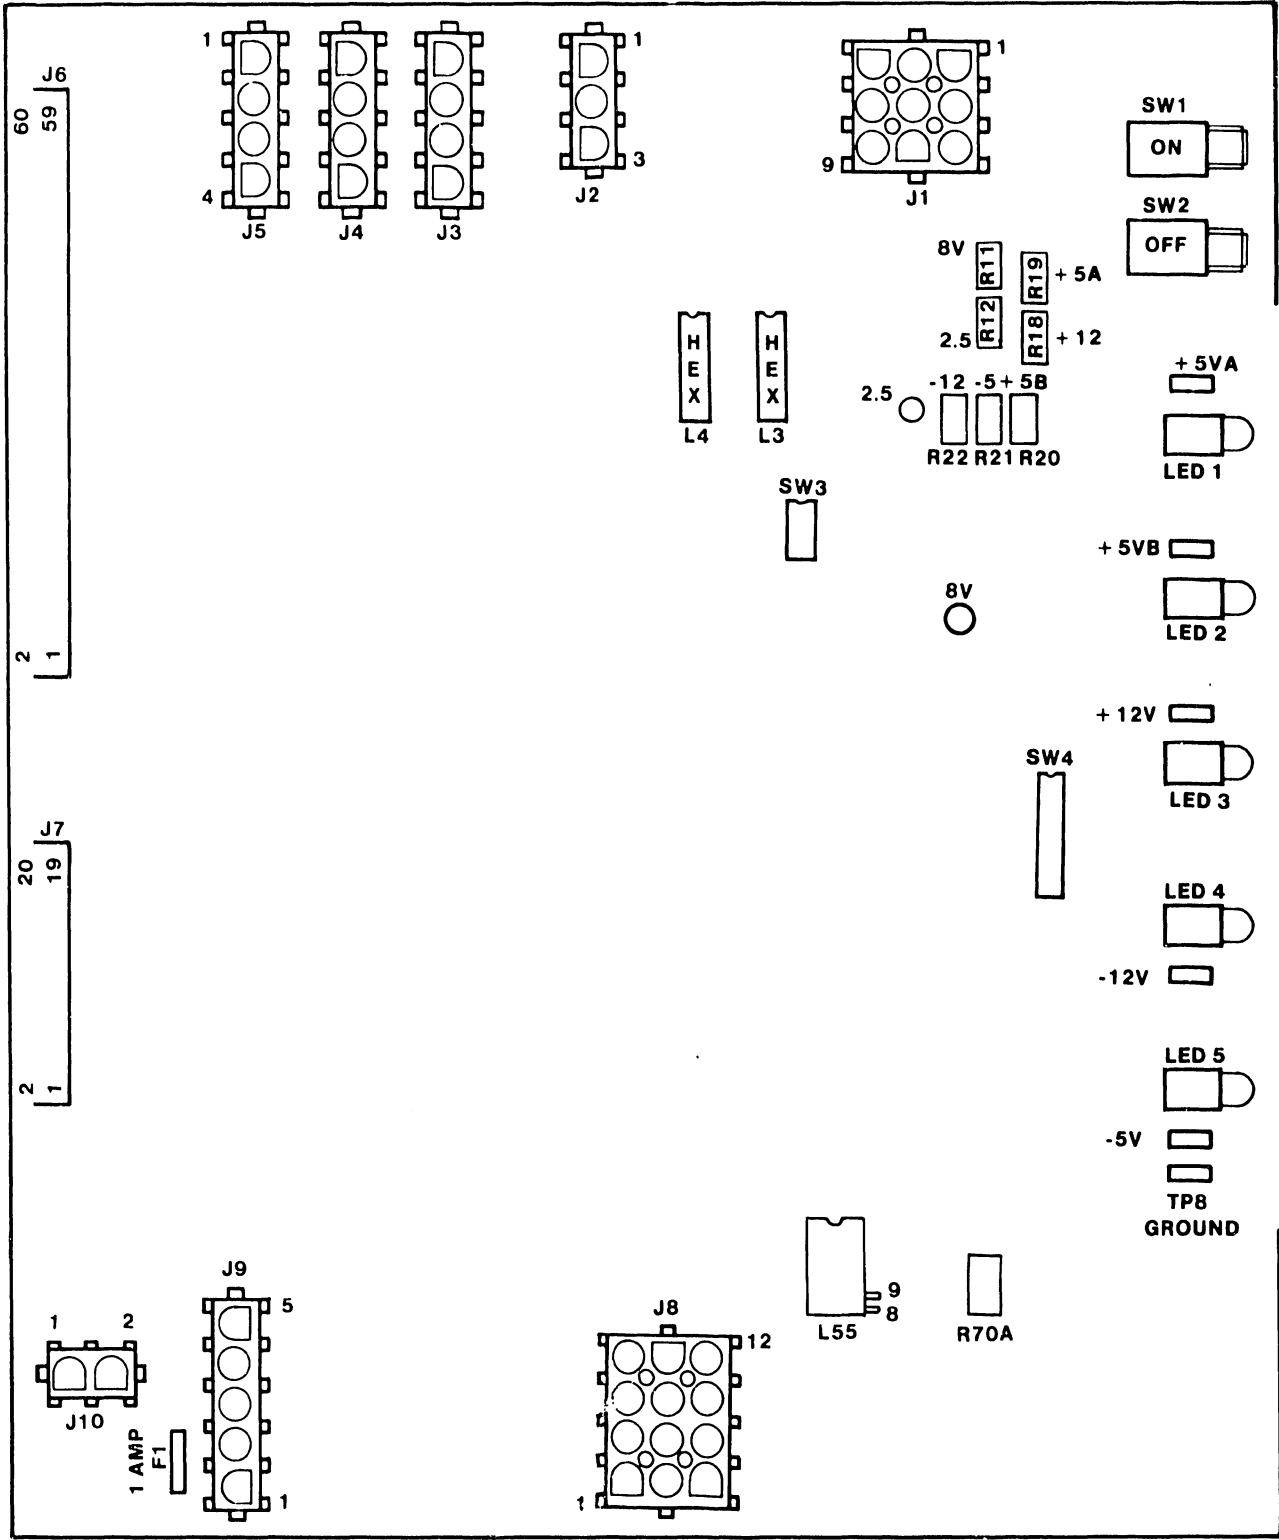 1
4
J5
J4
J3
1
3
J2
1
9
J1
J6
60
59
2
1
SW1
ON
SW2
OFF
8V
R11
R19
+ 5A
2.5
R12
R18
+ 12
-12
-5
+ 5B
2.5
R22
R21
R20
HEX
L4
HEX
L3
SW3
8V
+ 5VA
LED 1
+ 5VB
LED 2
+ 12V
LED 3
SW4
J7
20
19
2
1
LED 4
-12V
LED 5
-5V
TP8
GROUND
9
8
L55
R70A
J9
5
1
1
2
J10
1 AMP
F1
J8
12
1